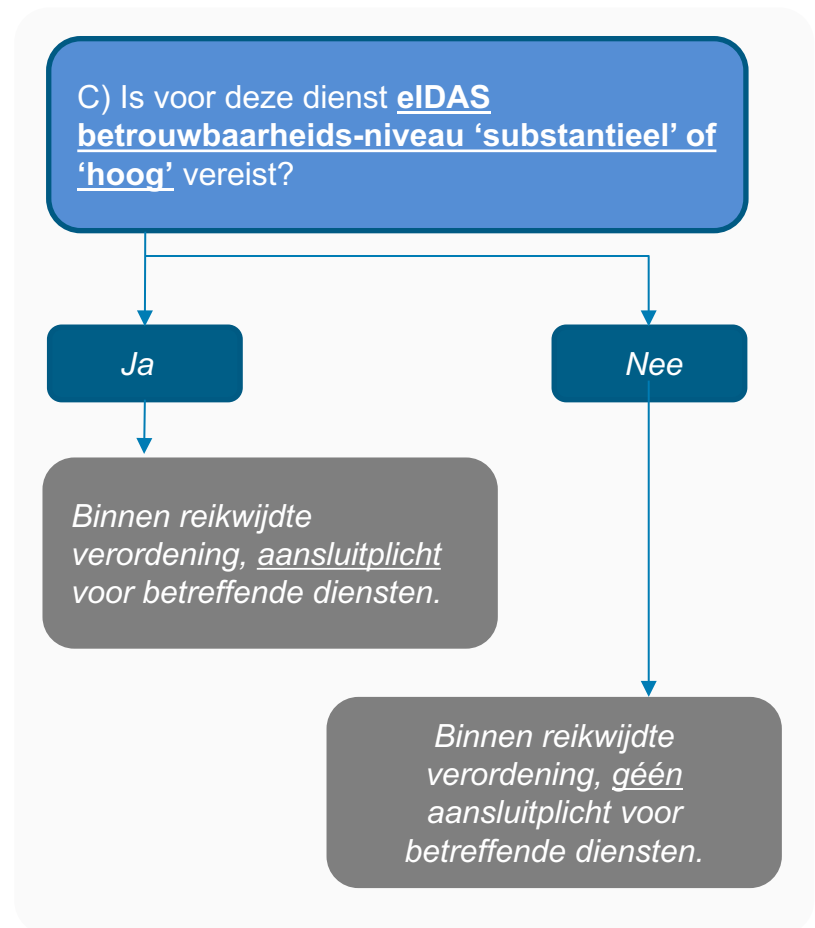 C) Is voor deze dienst eIDAS
betrouwbaarheids-niveau ‘substantieel’ of
‘hoog’ vereist?
Ja
Nee
Binnen reikwijdte
verordening, aansluitplicht
voor betreffende diensten.
Binnen reikwijdte
verordening, géén
aansluitplicht voor
betreffende diensten.